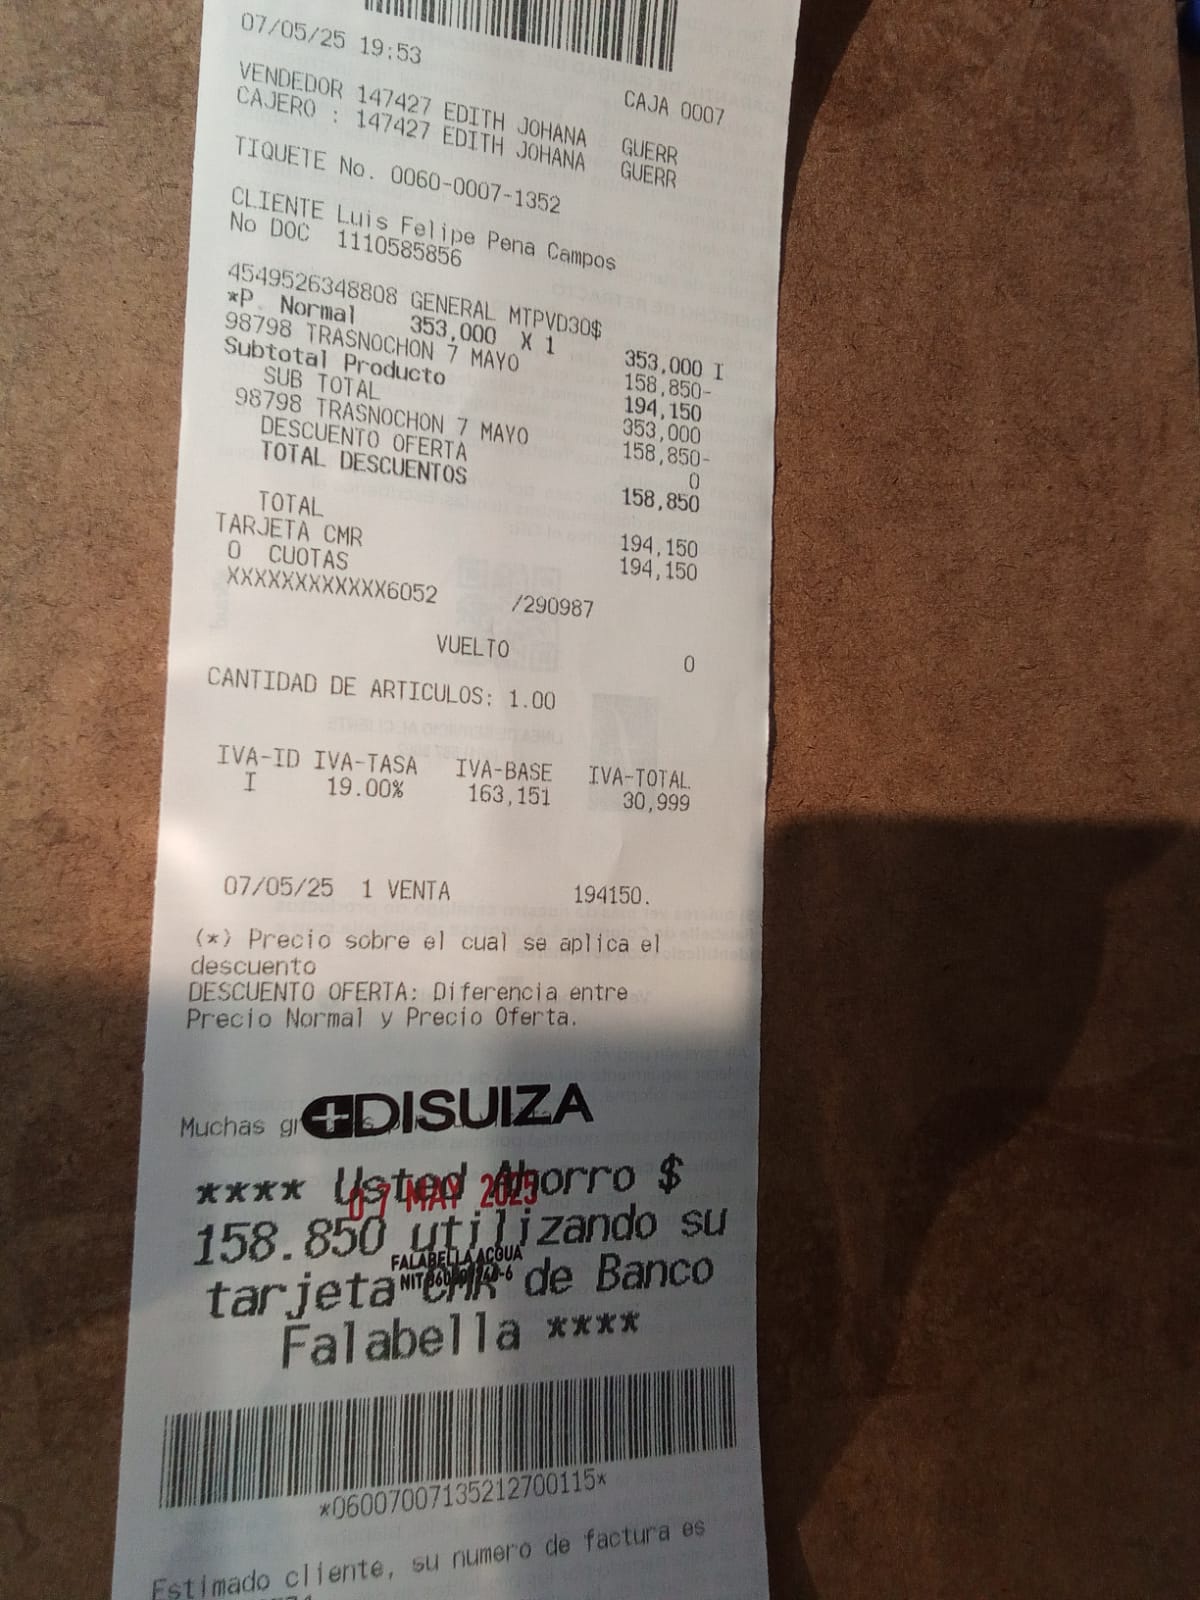 07/05/25 19:53
CAJA 0007
VENDEDOR 147427 EDITH JOHANA GUERR
CAJERO : 147427 EDITH JOHANA GUERR
TIQUETE No. 0060-0007-1352
CLIENTE Luis Felipe Pena Campos
No DOC 1110585856
4549526348808 GENERAL MTPVD30$
*P. Normal 353,000 X 1 353,000 I
98798 TRASNOCHON 7 MAYO 158,850-
Subtotal Producto 194,150
SUB TOTAL 353,000
98798 TRASNOCHON 7 MAYO 158,850-
DESCUENTO OFERTA 0
TOTAL DESCUENTOS 158,850
TOTAL 194,150
TARJETA CMR 194,150
0 CUOTAS
XXXXXXXXXXXX6052 /290987
VUELTO 0
CANTIDAD DE ARTICULOS: 1.00
IVA-ID IVA-TASA IVA-BASE IVA-TOTAL
I 19.00% 163,151 30,999
07/05/25 1 VENTA 194150.
(*) Precio sobre el cual se aplica el
descuento
DESCUENTO OFERTA: Diferencia entre
Precio Normal y Precio Oferta.
Muchas
DISUIZA
**** Usted Ahorro $
07 MAY 2025
158.850 utilizando su
FALABELLA ACQUA
tarjeta CMR de Banco
NIT
Falabella ****
*06007007135212700115*
Estimado cliente, su numero de factura es